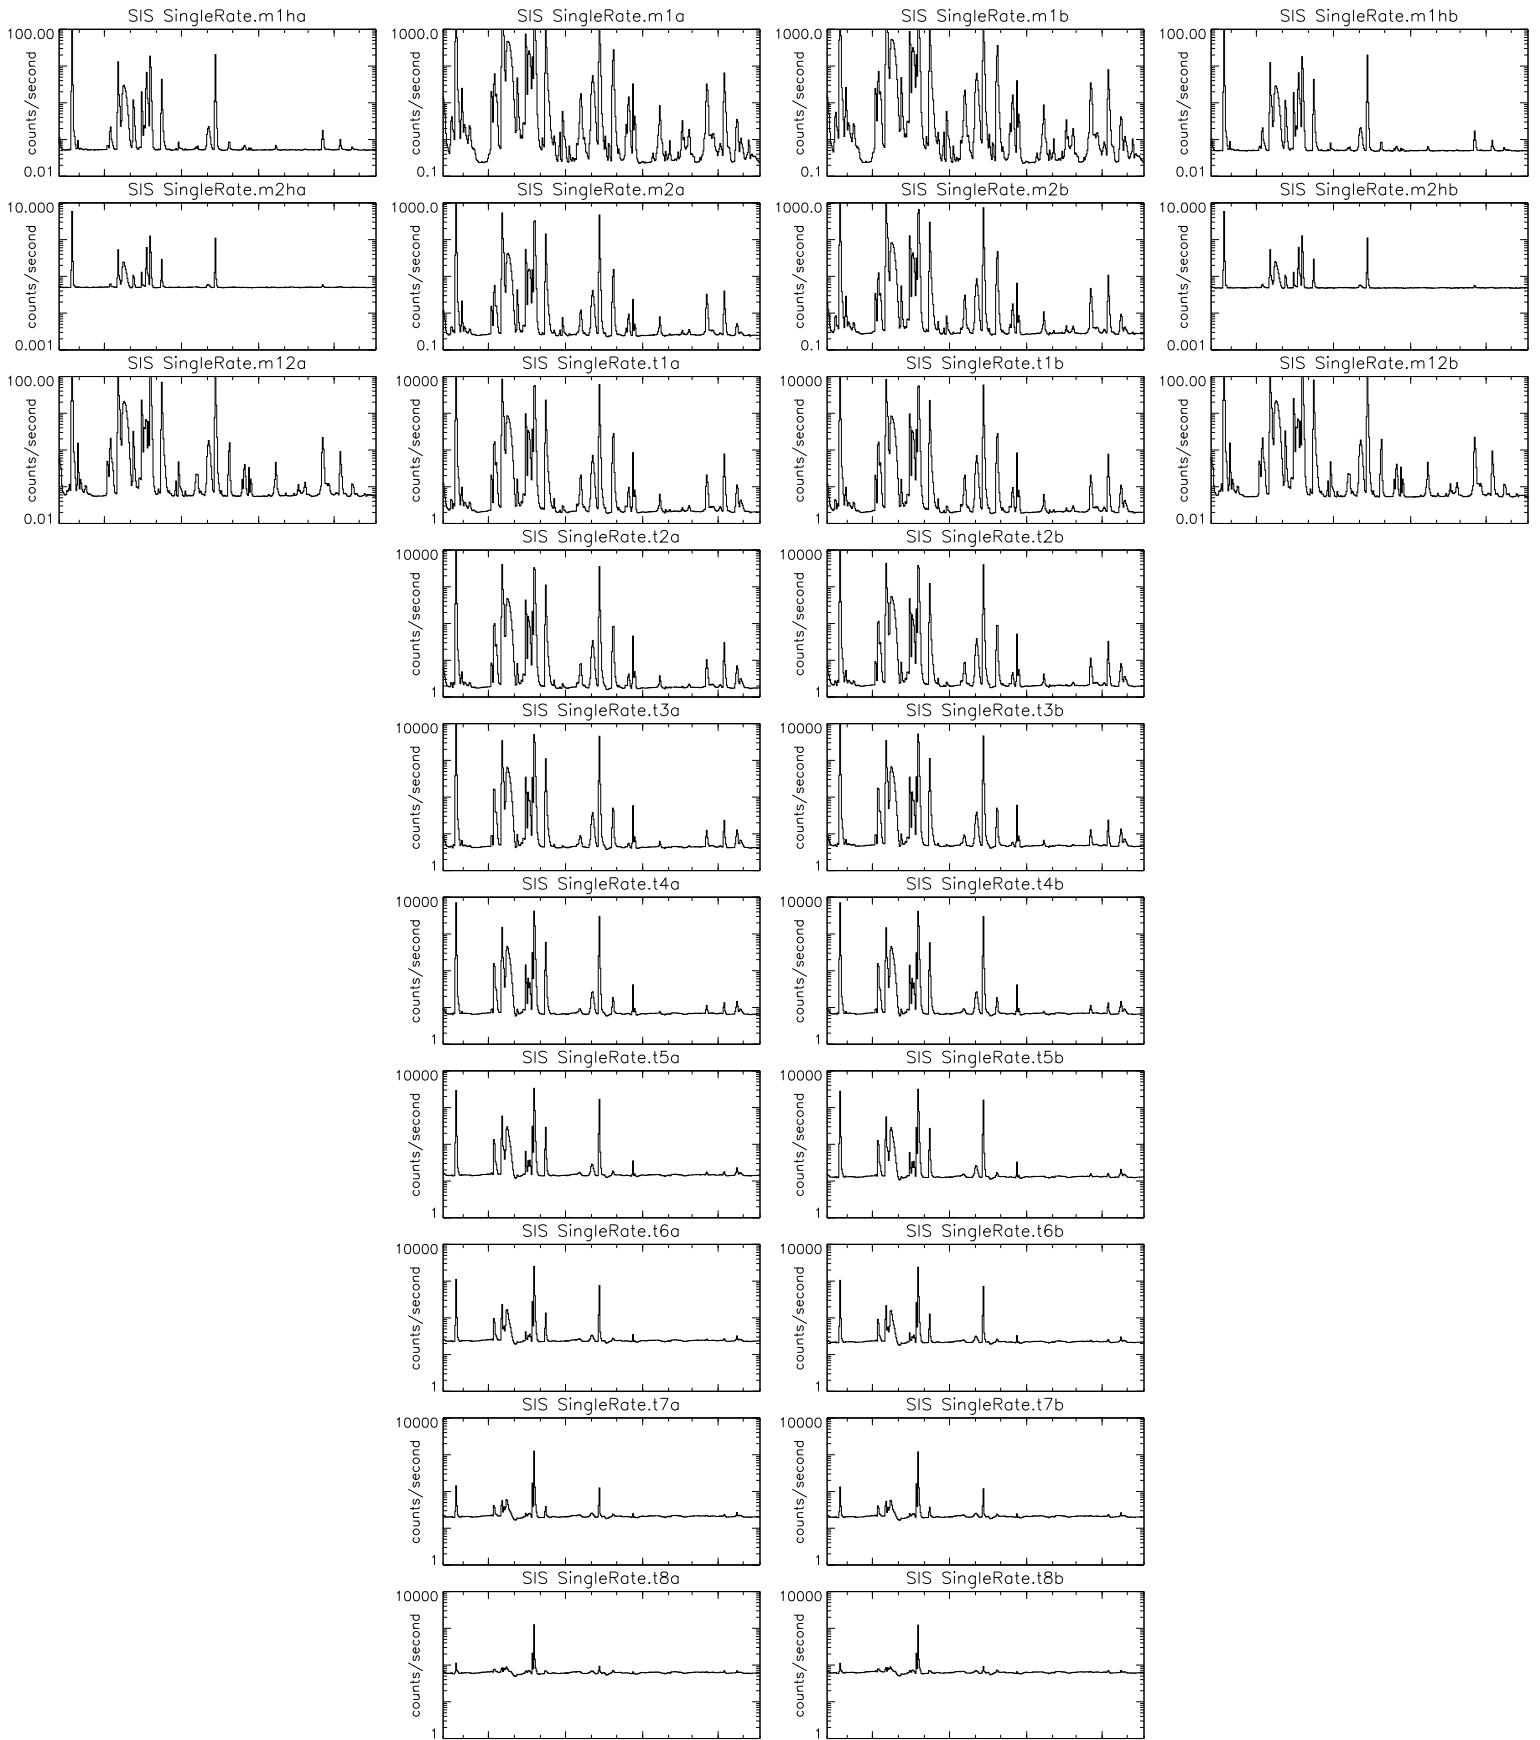 SIS SingleRate.m1ha
100.00
counts/second
0.01
SIS SingleRate.m1a
1000.0
counts/second
0.1
SIS SingleRate.m1b
1000.0
counts/second
0.1
SIS SingleRate.m1hb
100.00
counts/second
0.01
SIS SingleRate.m2ha
10.000
counts/second
0.001
SIS SingleRate.m2a
1000.0
counts/second
0.1
SIS SingleRate.m2b
1000.0
counts/second
0.1
SIS SingleRate.m2hb
10.000
counts/second
0.001
SIS SingleRate.m12a
100.00
counts/second
0.01
SIS SingleRate.t1a
10000
counts/second
1
SIS SingleRate.t1b
10000
counts/second
1
SIS SingleRate.m12b
100.00
counts/second
0.01
SIS SingleRate.t2a
10000
counts/second
1
SIS SingleRate.t2b
10000
counts/second
1
SIS SingleRate.t3a
10000
counts/second
1
SIS SingleRate.t3b
10000
counts/second
1
SIS SingleRate.t4a
10000
counts/second
1
SIS SingleRate.t4b
10000
counts/second
1
SIS SingleRate.t5a
10000
counts/second
1
SIS SingleRate.t5b
10000
counts/second
1
SIS SingleRate.t6a
10000
counts/second
1
SIS SingleRate.t6b
10000
counts/second
1
SIS SingleRate.t7a
10000
counts/second
1
SIS SingleRate.t7b
10000
counts/second
1
SIS SingleRate.t8a
10000
counts/second
1
SIS SingleRate.t8b
10000
counts/second
1